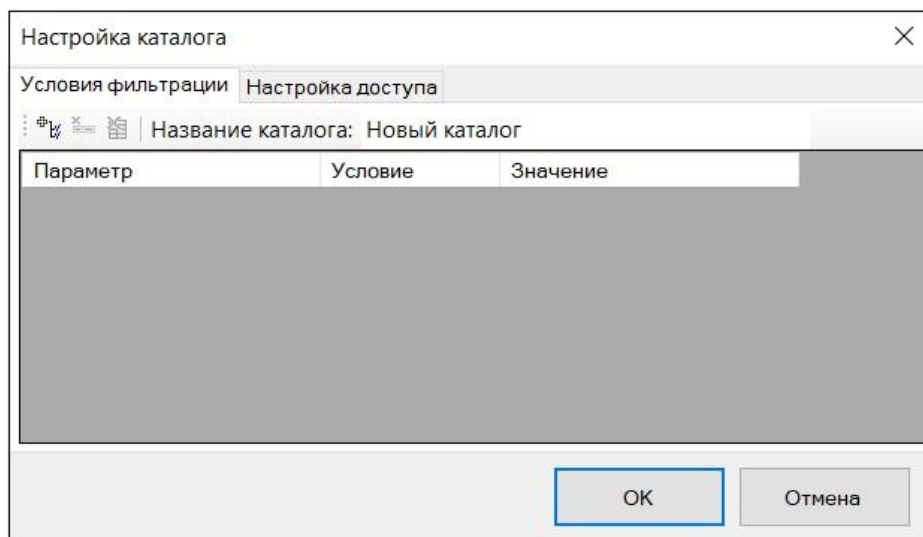 Настройка каталога
Условия фильтрации Настройка доступа
Название каталога: Новый каталог
Параметр Условие Значение
OK Отмена